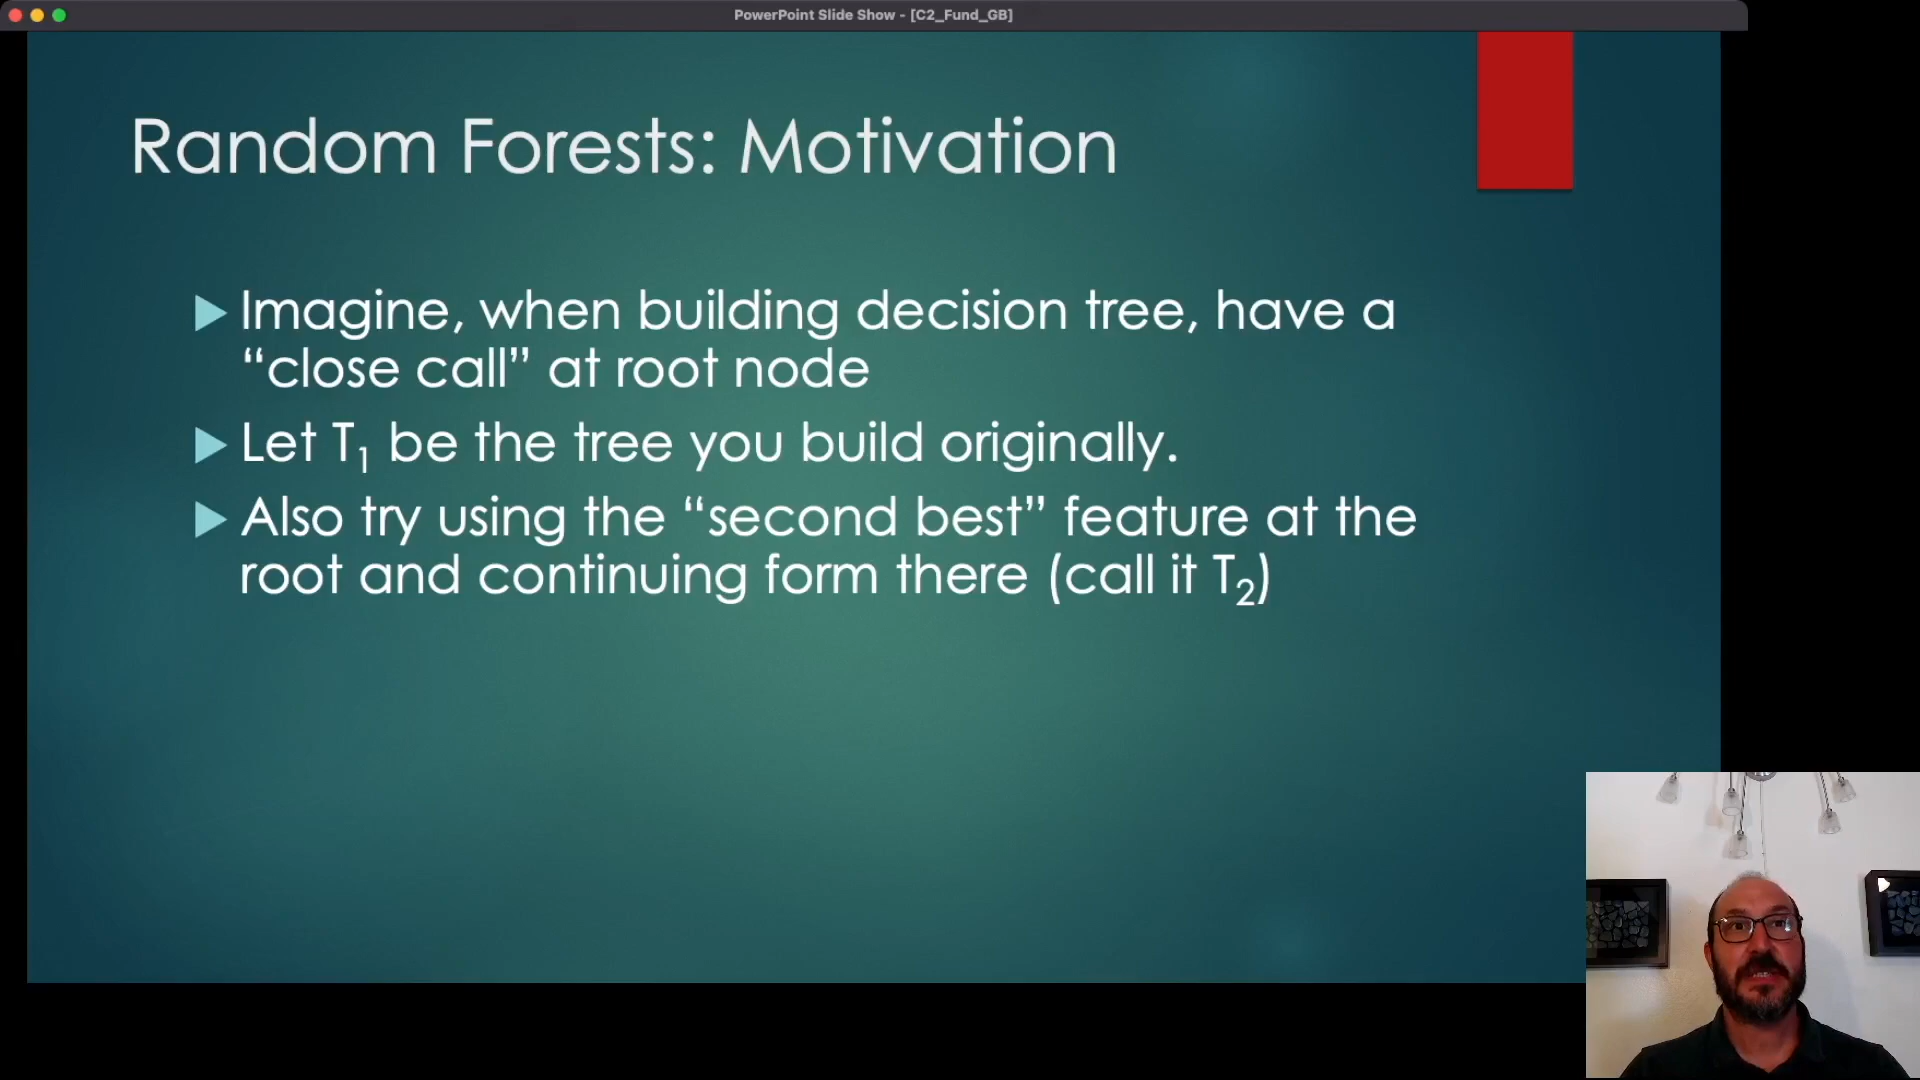 PowerPoint Slide Show - [C2_Fund_GB]
Random Forests: Motivation
Imagine, when building decision tree, have a
“close call” at root node
Let T1 be the tree you build originally.
Also try using the “second best” feature at the
root and continuing form there (call it T2)